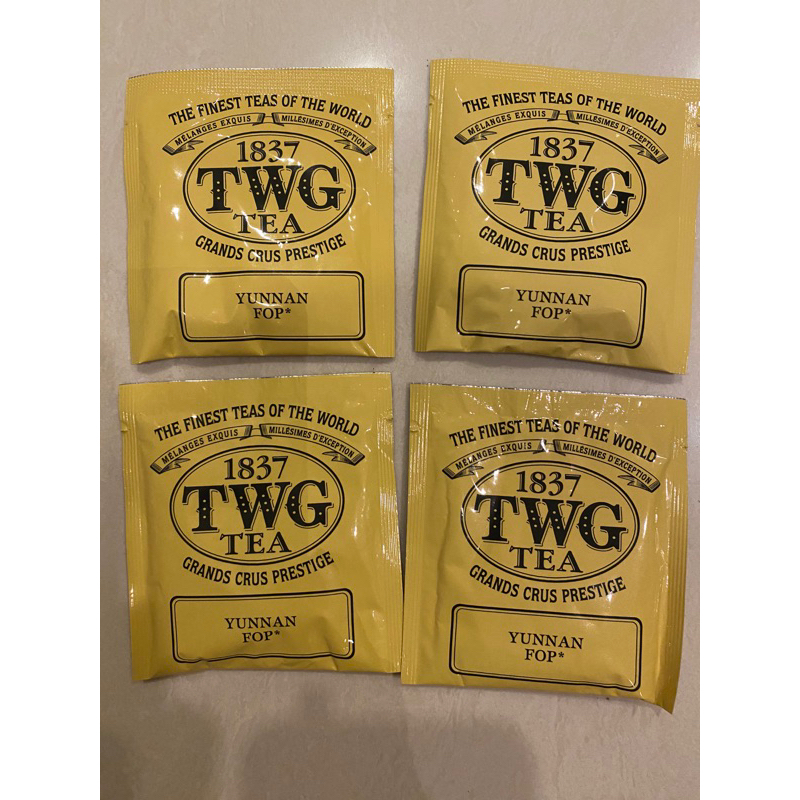 THE FINEST TEAS OF THE WORLD
MÉLANGES EXQUIS MILLÉSIMES D'EXCEPTION
1837
TWG
TEA
GRANDS CRUS PRESTIGE
YUNNAN
FOP*
THE FINEST TEAS OF THE WORLD
MÉLANGES EXQUIS MILLÉSIMES D'EXCEPTION
1837
TWG
TEA
GRANDS CRUS PRESTIGE
YUNNAN
FOP*
THE FINEST TEAS OF THE WORLD
MÉLANGES EXQUIS MILLÉSIMES D'EXCEPTION
1837
TWG
TEA
GRANDS CRUS PRESTIGE
YUNNAN
FOP*
THE FINEST TEAS OF THE WORLD
MÉLANGES EXQUIS MILLÉSIMES D'EXCEPTION
1837
TWG
TEA
GRANDS CRUS PRESTIGE
YUNNAN
FOP*